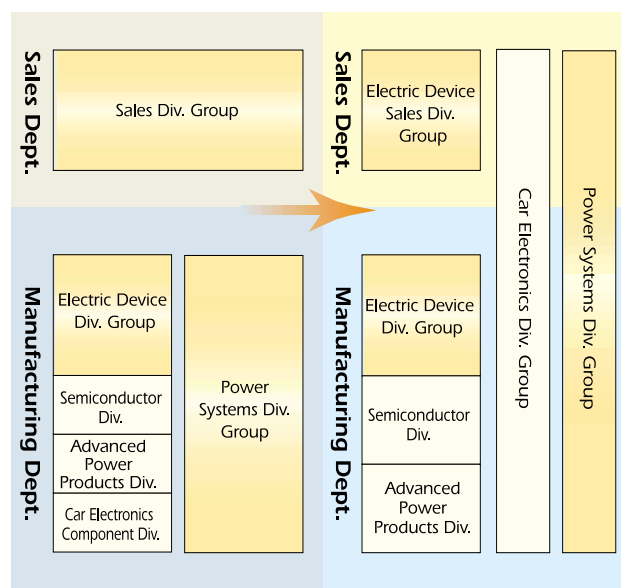 Sales Dept.
Sales Div. Group
Manufacturing Dept.
Electric Device
Div. Group
Semiconductor
Div.
Advanced
Power
Products Div.
Car Electronics
Component Div.
Power
Systems Div.
Group
Sales Dept.
Electric Device
Sales Div.
Group
Manufacturing Dept.
Electric Device
Div. Group
Semiconductor
Div.
Advanced
Power
Products Div.
Car Electronics Div. Group
Power Systems Div. Group